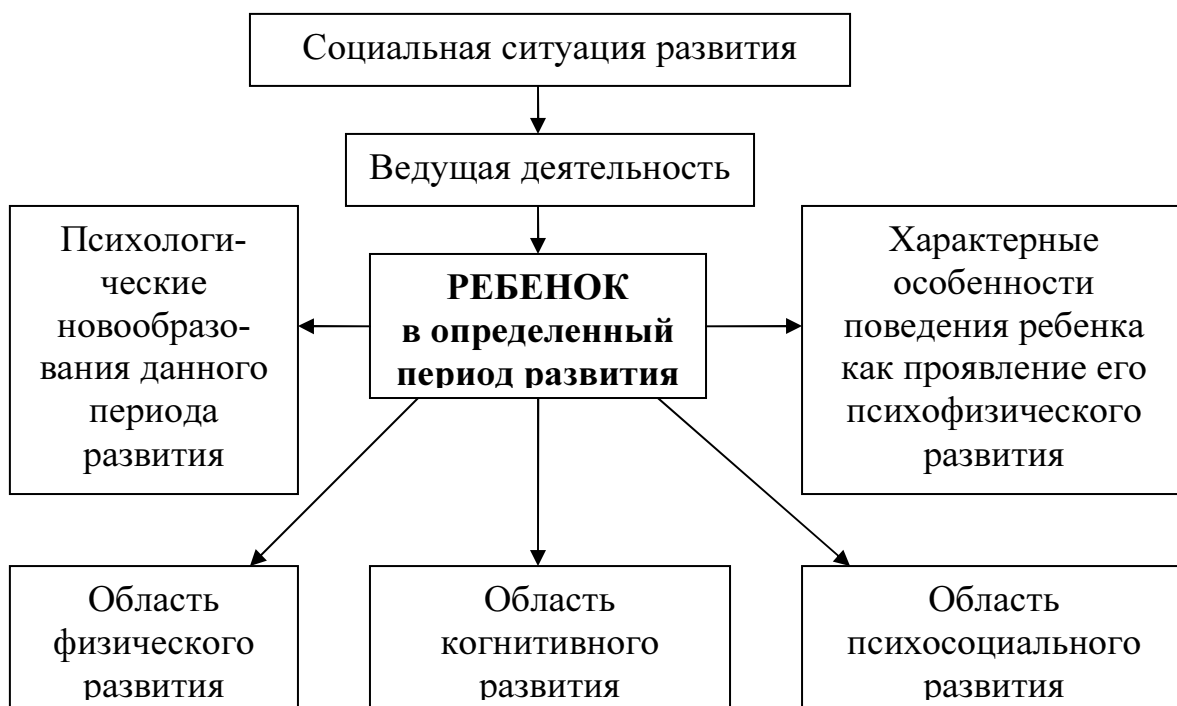 Социальная ситуация развития
Ведущая деятельность
Психологи-
ческие
новообразо-
вания данного
периода
развития
РЕБЕНОК
в определенный
период развития
Характерные
особенности
поведения ребенка
как проявление его
психофизического
развития
Область
физического
развития
Область
когнитивного
развития
Область
психосоциального
развития